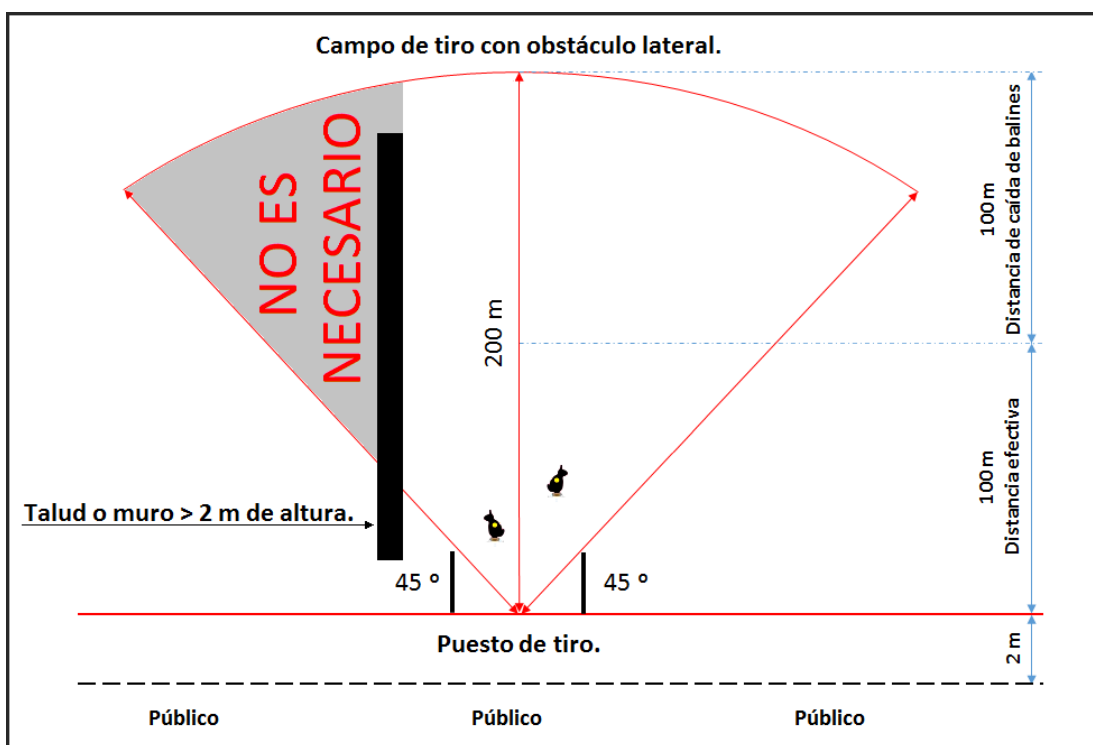 Campo de tiro con obstáculo lateral.
NO ES
NECESARIO
200 m
100 m
Distancia de caída de balines
100 m
Distancia efectiva
Talud o muro > 2 m de altura.
45 º
45 º
Puesto de tiro.
2 m
Público
Público
Público